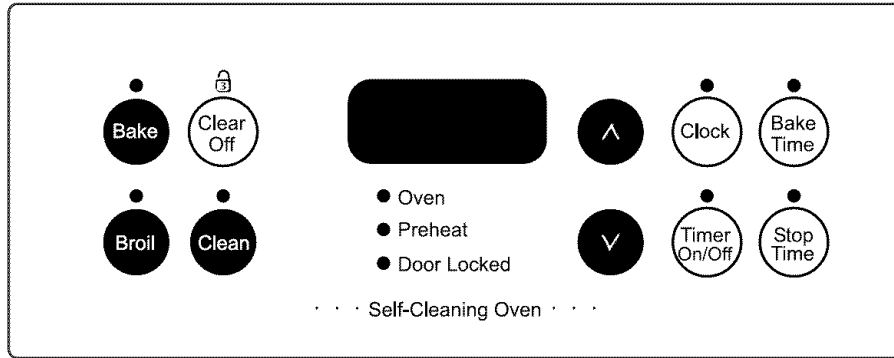 3
Bake
Clear
Off
Clock
Bake
Time
Oven
Preheat
Door Locked
Broil
Clean
Timer
On/Off
Stop
Time
Self-Cleaning Oven